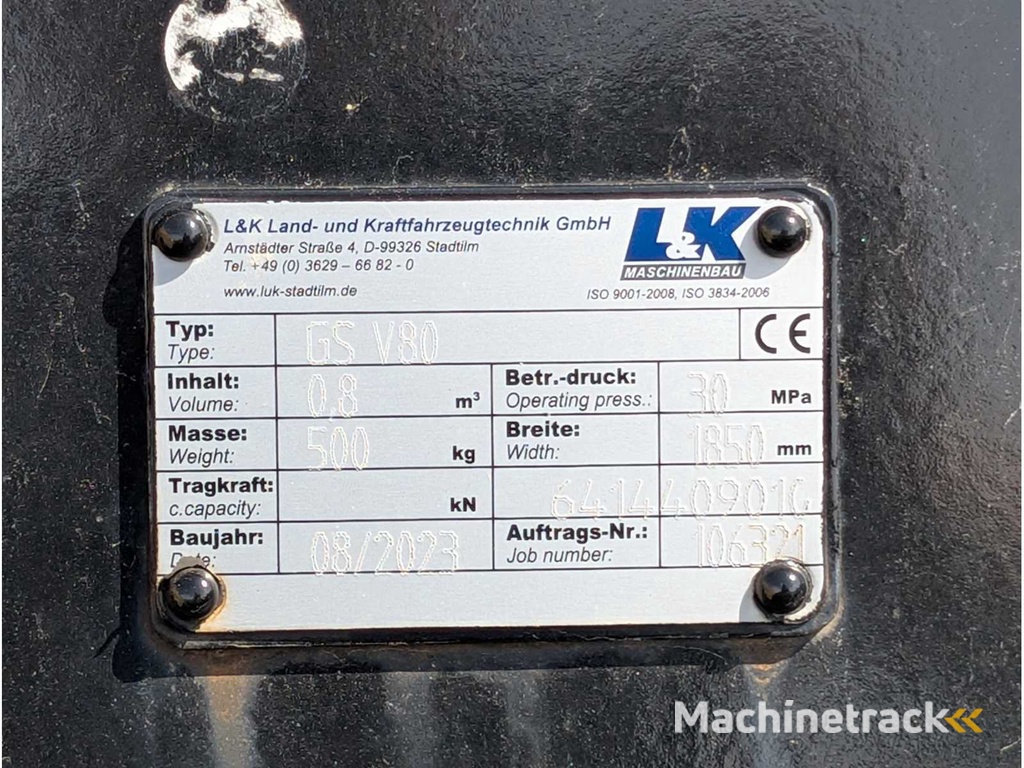 L&K Land- und Kraftfahrzeugtechnik GmbH
Arnstädter Straße 4, D-99326 Stadtilm
Tel. +49 (0) 3629 – 66 82 - 0
www.luk-stadtilm.de
L&K
MASCHINENBAU
ISO 9001-2008, ISO 3834-2006
Typ:
Type:
GS V80
CE
Inhalt:
Volume:
0,8 m³
Betr.-druck:
Operating press.:
30 MPa
Masse:
Weight:
500 kg
Breite:
Width:
1850 mm
Tragkraft:
c.capacity:
kN
Baujahr:
Date:
08/2023
Auftrags-Nr.:
Job number:
106321
Machinetrack